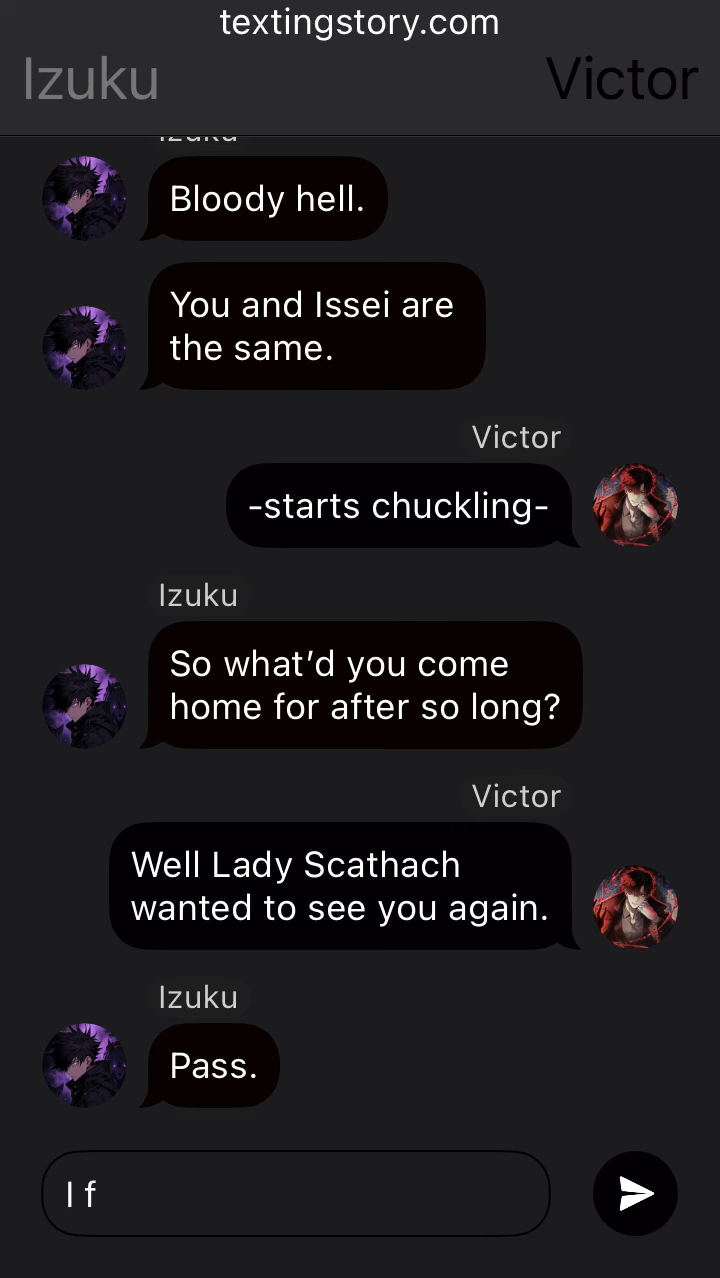 textingstory.com
Izuku Victor
Izuku
Bloody hell.
You and Issei are
the same.
Victor
-starts chuckling-
Izuku
So what’d you come
home for after so long?
Victor
Well Lady Scathach
wanted to see you again.
Izuku
Pass.
I f